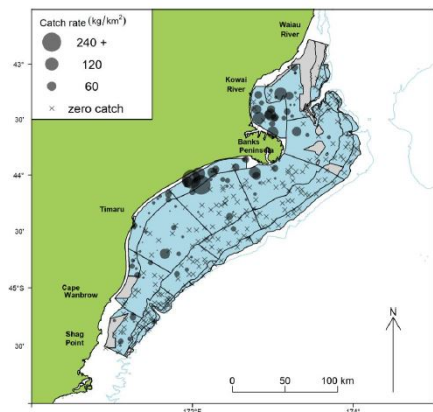 Catch rate (kg/km²)
240 +
120
60
zero catch
Waiau
River
43°
Kowai
River
30'
Banks
Peninsula
44°
Timaru
30'
Cape
Wanbrow
45°S
Shag
Point
30'
N
0 50 100 km
174°